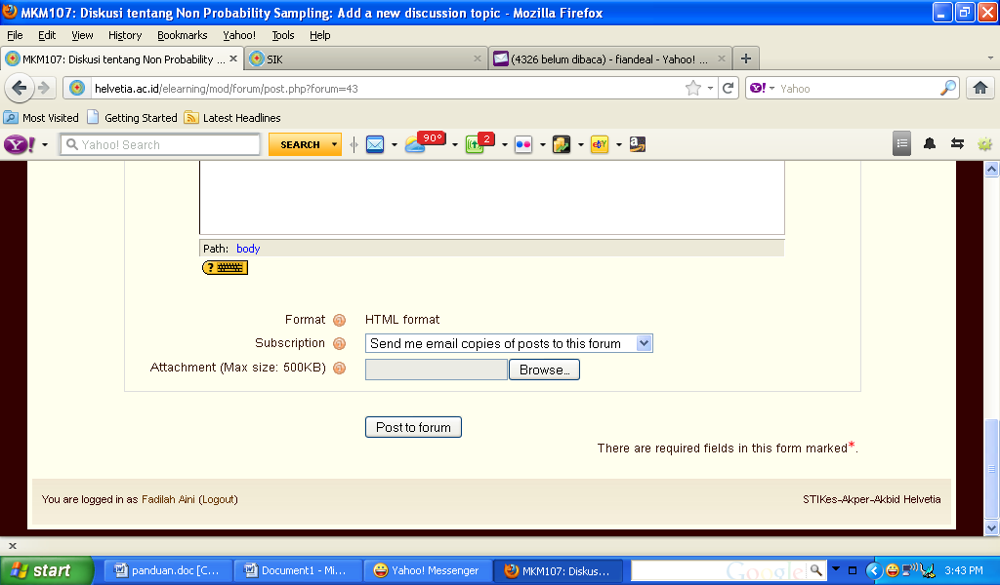 MKM107: Diskusi tentang Non Probability Sampling: Add a new discussion topic - Mozilla Firefox
File Edit View History Bookmarks Yahoo! Tools Help
MKM107: Diskusi tentang Non Probability ... SIK (4326 belum dibaca) - fiandeal - Yahoo! ...
helvetia.ac.id/elearning/mod/forum/post.php?forum=43 Yahoo
Most Visited Getting Started Latest Headlines
Y! Yahoo! Search SEARCH 90° 2 ebY a
Path: body
?
Format HTML format
Subscription Send me email copies of posts to this forum
Attachment (Max size: 500KB) Browse...
Post to forum
There are required fields in this form marked*.
You are logged in as Fadilah Aini (Logout) STIKes-Akper-Akbid Helvetia
start panduan.doc [C... Document1 - Mi... Yahoo! Messenger MKM107: Diskus... Google 3:43 PM